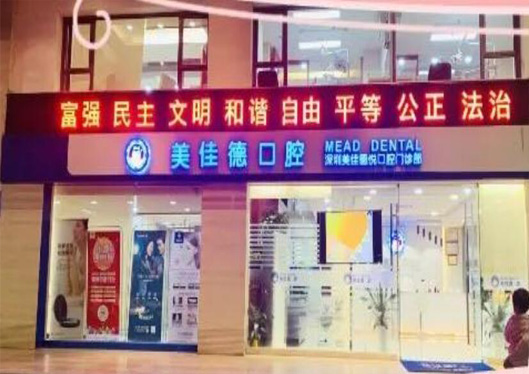 富强 民主 文明 和谐 自由 平等 公正 法治
美佳德口腔
MEAD DENTAL
深圳美佳德悦口腔门诊部